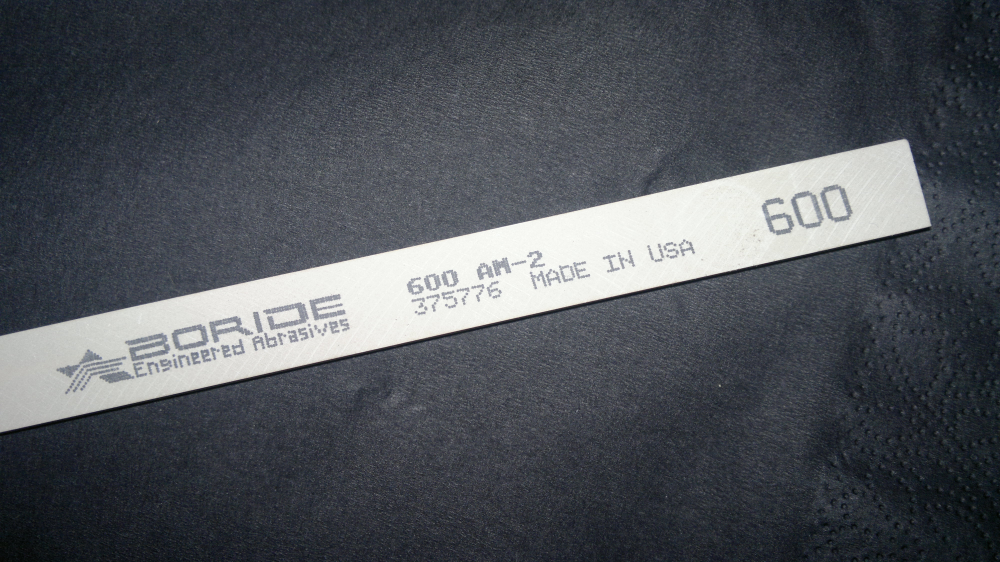 BORIDE
Engineered Abrasives
600 AM-2
375776 MADE IN USA
600